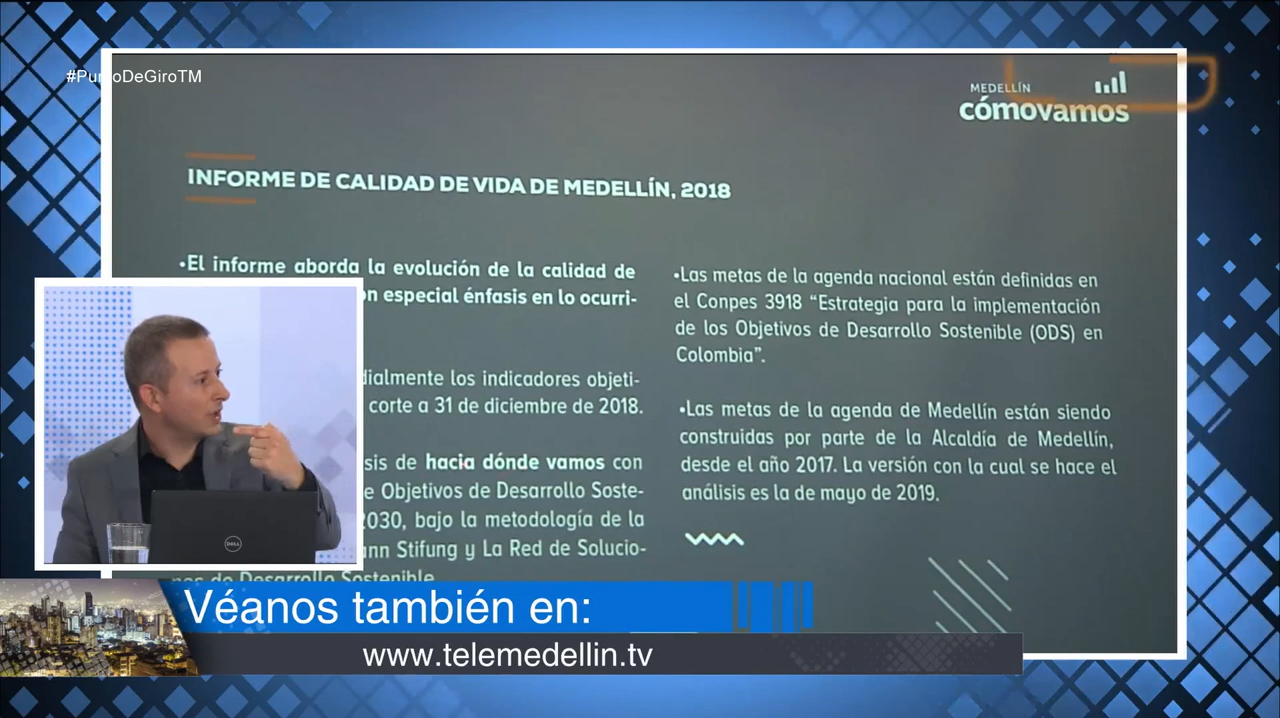 #PuntoDeGiroTM
MEDELLÍN
cómovamos
INFORME DE CALIDAD DE VIDA DE MEDELLÍN, 2018
•El informe aborda la evolución de la calidad de
especial énfasis en lo ocurri-
los indicadores objeti-
corte a 31 de diciembre de 2018.
de hacia dónde vamos con
Objetivos de Desarrollo Soste-
2030, bajo la metodología de la
Stifung y La Red de Solucio-
de Desarrollo Sostenible
•Las metas de la agenda nacional están definidas en
el Conpes 3918 “Estrategia para la implementación
de los Objetivos de Desarrollo Sostenible (ODS) en
Colombia”.
•Las metas de la agenda de Medellín están siendo
construidas por parte de la Alcaldía de Medellín,
desde el año 2017. La versión con la cual se hace el
análisis es la de mayo de 2019.
DELL
Véanos también en:
www.telemedellin.tv